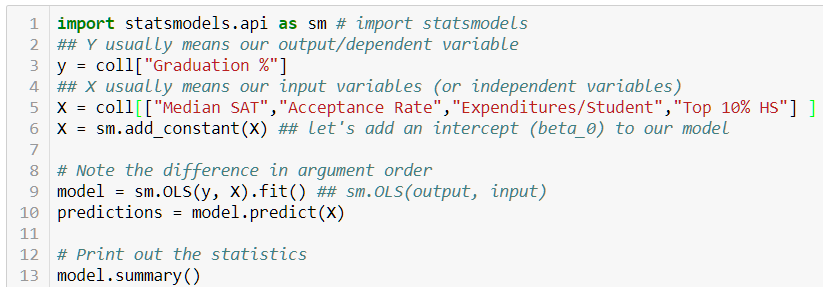 1 import statsmodels.api as sm # import statsmodels
2 ## Y usually means our output/dependent variable
3 y = coll["Graduation %"]
4 ## X usually means our input variables (or independent variables)
5 X = coll[["Median SAT","Acceptance Rate","Expenditures/Student","Top 10% HS"] ]
6 X = sm.add_constant(X) ## let's add an intercept (beta_0) to our model
7
8 # Note the difference in argument order
9 model = sm.OLS(y, X).fit() ## sm.OLS(output, input)
10 predictions = model.predict(X)
11
12 # Print out the statistics
13 model.summary()